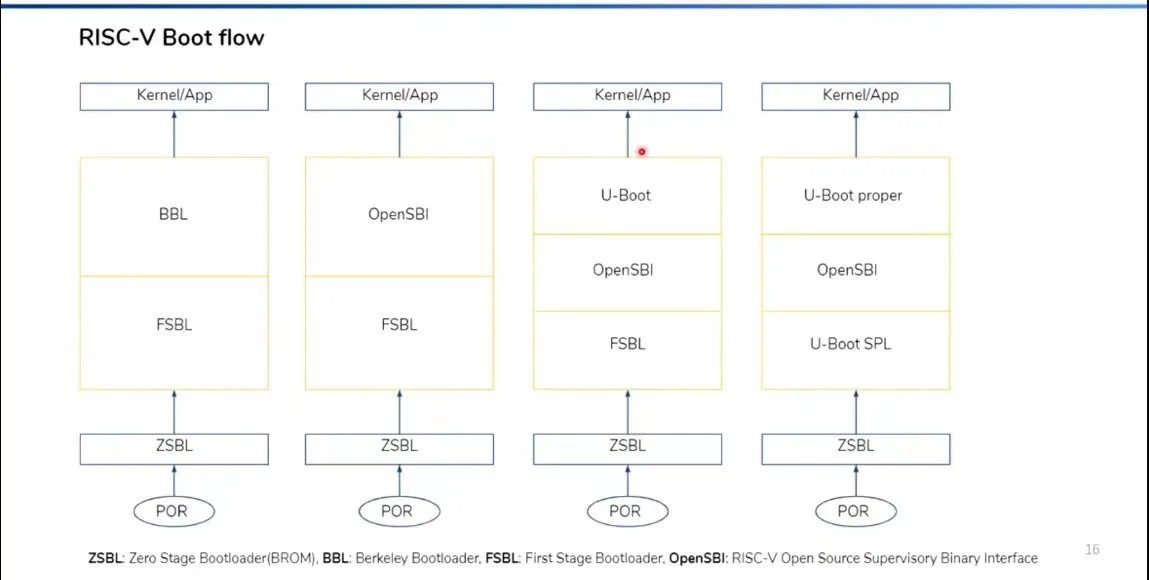 RISC-V Boot flow
Kernel/App
Kernel/App
Kernel/App
Kernel/App
BBL
OpenSBI
U-Boot
U-Boot proper
OpenSBI
OpenSBI
FSBL
FSBL
FSBL
U-Boot SPL
ZSBL
ZSBL
ZSBL
ZSBL
POR
POR
POR
POR
ZSBL: Zero Stage Bootloader(BROM), BBL: Berkeley Bootloader, FSBL: First Stage Bootloader, OpenSBI: RISC-V Open Source Supervisory Binary Interface
16